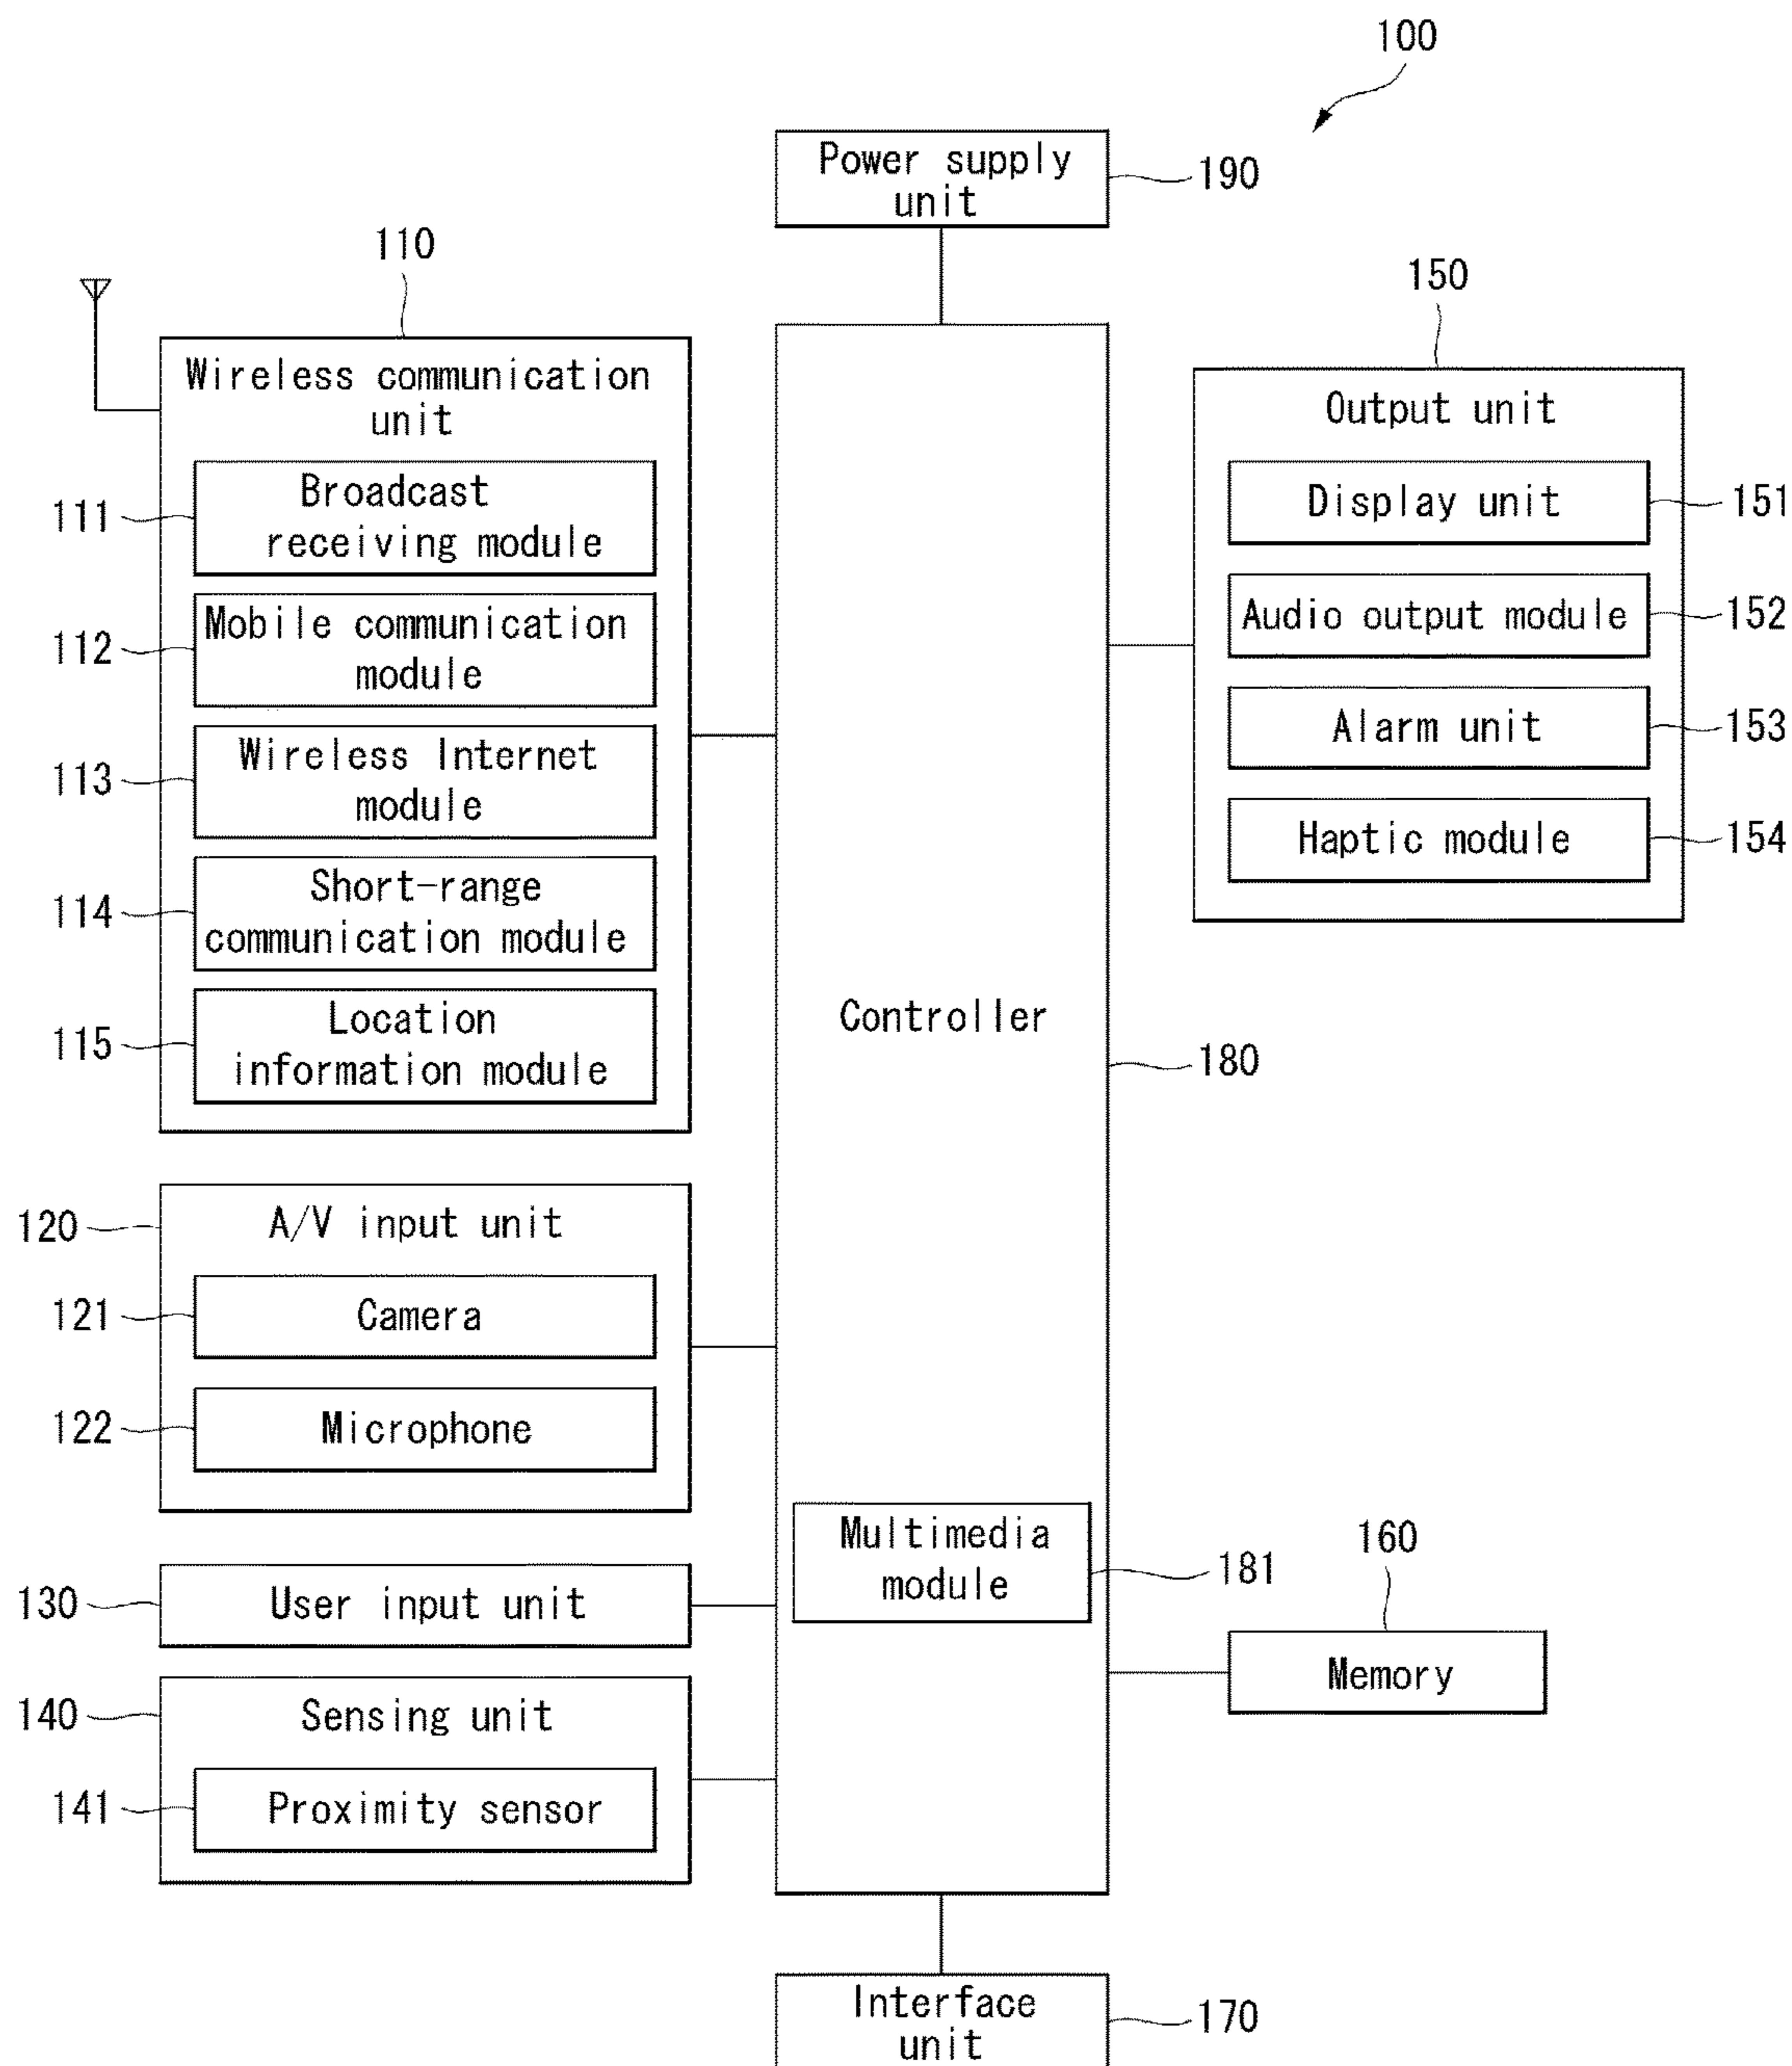 100
Power supply
unit
190
110
Wireless communication
unit
111
Broadcast
receiving module
112
Mobile communication
module
113
Wireless Internet
module
114
Short-range
communication module
115
Location
information module
120
A/V input unit
121
Camera
122
Microphone
130
User input unit
140
Sensing unit
141
Proximity sensor
Controller
180
Multimedia
module
181
150
Output unit
Display unit
151
Audio output module
152
Alarm unit
153
Haptic module
154
160
Memory
Interface
unit
170